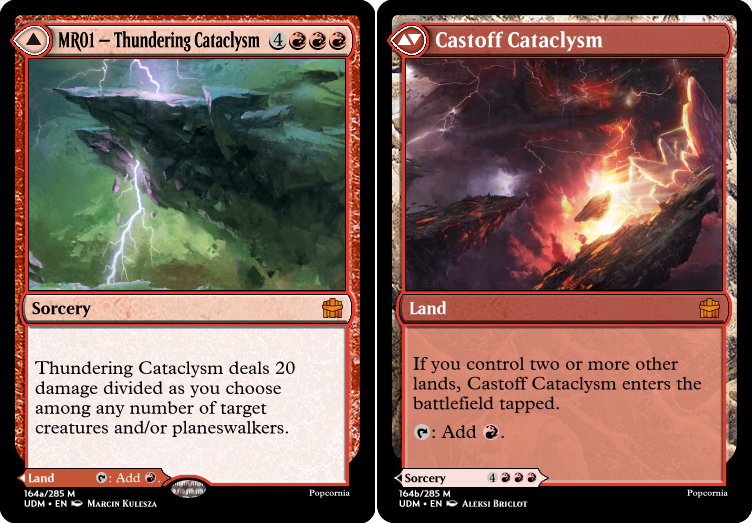 MR01 – Thundering Cataclysm 4
Sorcery
Thundering Cataclysm deals 20
damage divided as you choose
among any number of target
creatures and/or planeswalkers.
Land : Add .
164a/285 M
UDM • EN Marcin Kulesza
Popcornia
Castoff Cataclysm
Land
If you control two or more other
lands, Castoff Cataclysm enters the
battlefield tapped.
: Add .
Sorcery 4
164b/285 M
UDM • EN Aleksi Briclot
Popcornia